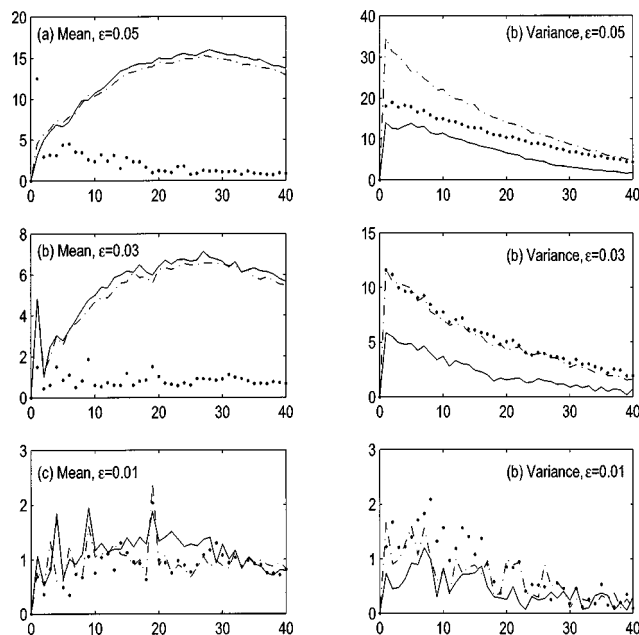 20
15
10
5
0
(a) Mean, ε=0.05
0 10 20 30 40
40
30
20
10
0
(b) Variance, ε=0.05
0 10 20 30 40
8
6
4
2
0
(b) Mean, ε=0.03
0 10 20 30 40
15
10
5
0
(b) Variance, ε=0.03
0 10 20 30 40
3
2
1
0
(c) Mean, ε=0.01
0 10 20 30 40
3
2
1
0
(b) Variance, ε=0.01
0 10 20 30 40